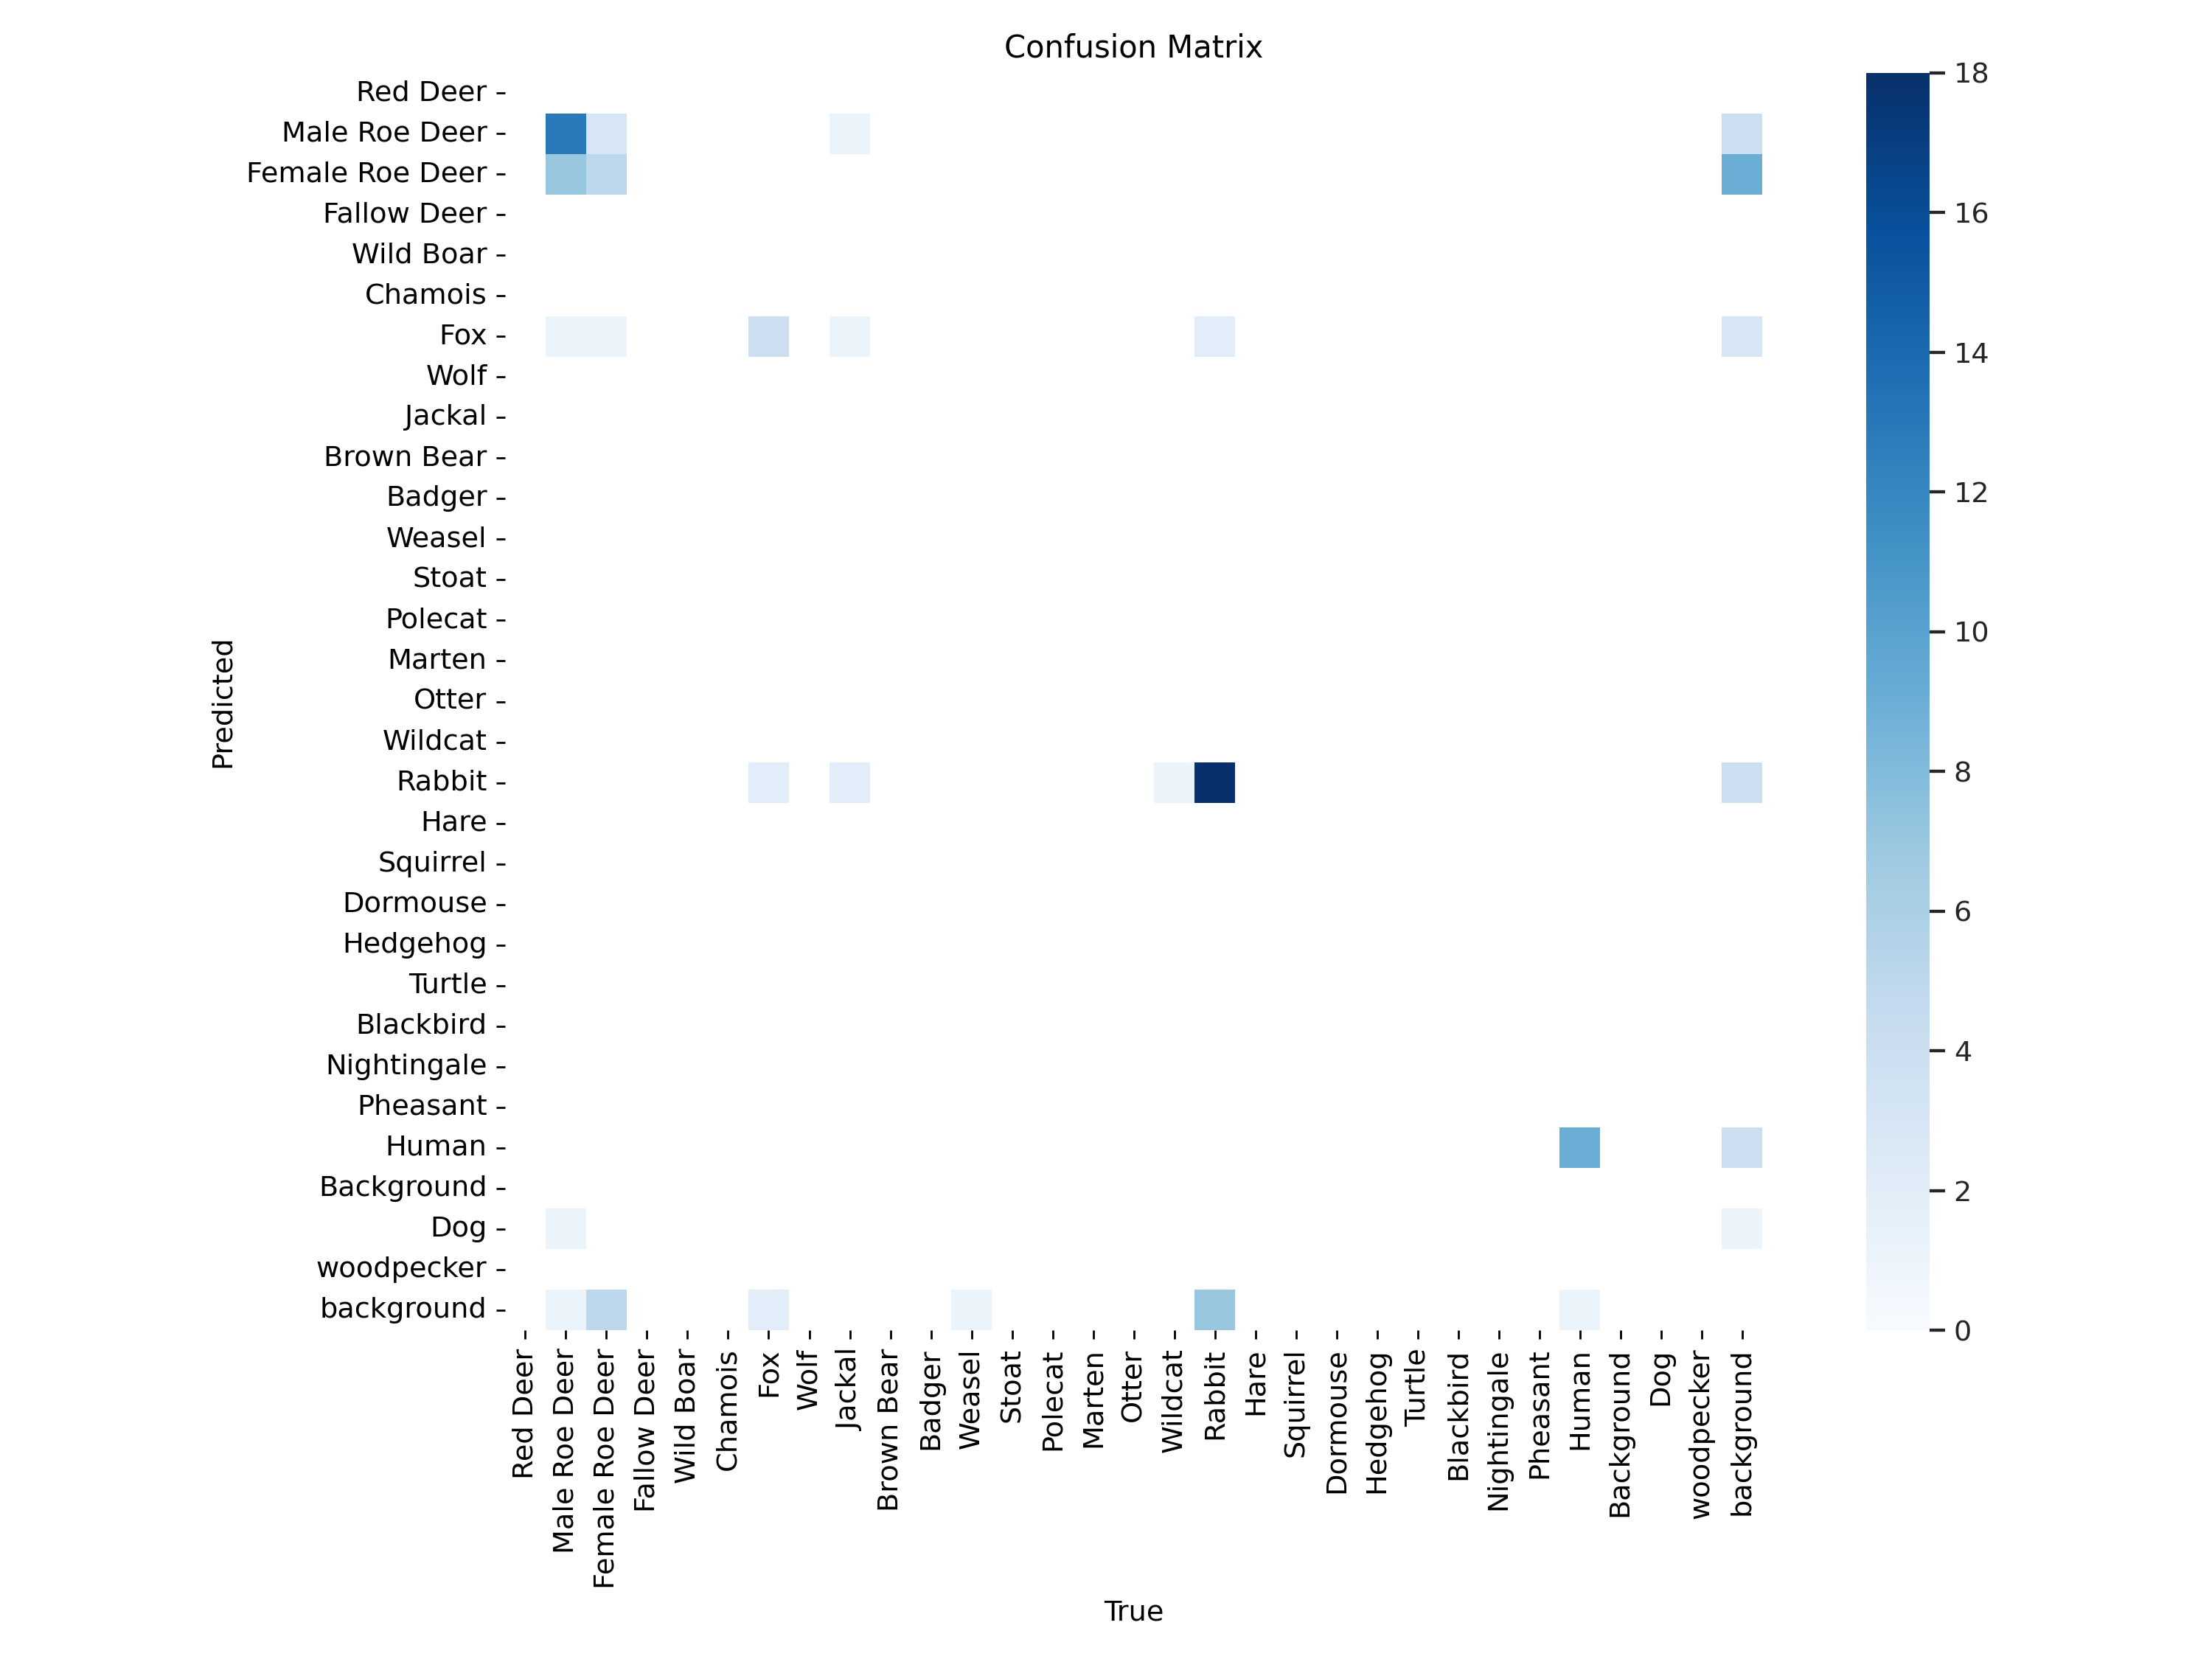 Confusion Matrix
Red Deer
Male Roe Deer
Female Roe Deer
Fallow Deer
Wild Boar
Chamois
Fox
Wolf
Jackal
Brown Bear
Badger
Weasel
Stoat
Polecat
Marten
Otter
Wildcat
Rabbit
Hare
Squirrel
Dormouse
Hedgehog
Turtle
Blackbird
Nightingale
Pheasant
Human
Background
Dog
woodpecker
background
Predicted
Red Deer
Male Roe Deer
Female Roe Deer
Fallow Deer
Wild Boar
Chamois
Fox
Wolf
Jackal
Brown Bear
Badger
Weasel
Stoat
Polecat
Marten
Otter
Wildcat
Rabbit
Hare
Squirrel
Dormouse
Hedgehog
Turtle
Blackbird
Nightingale
Pheasant
Human
Background
Dog
woodpecker
background
True
18
16
14
12
10
8
6
4
2
0